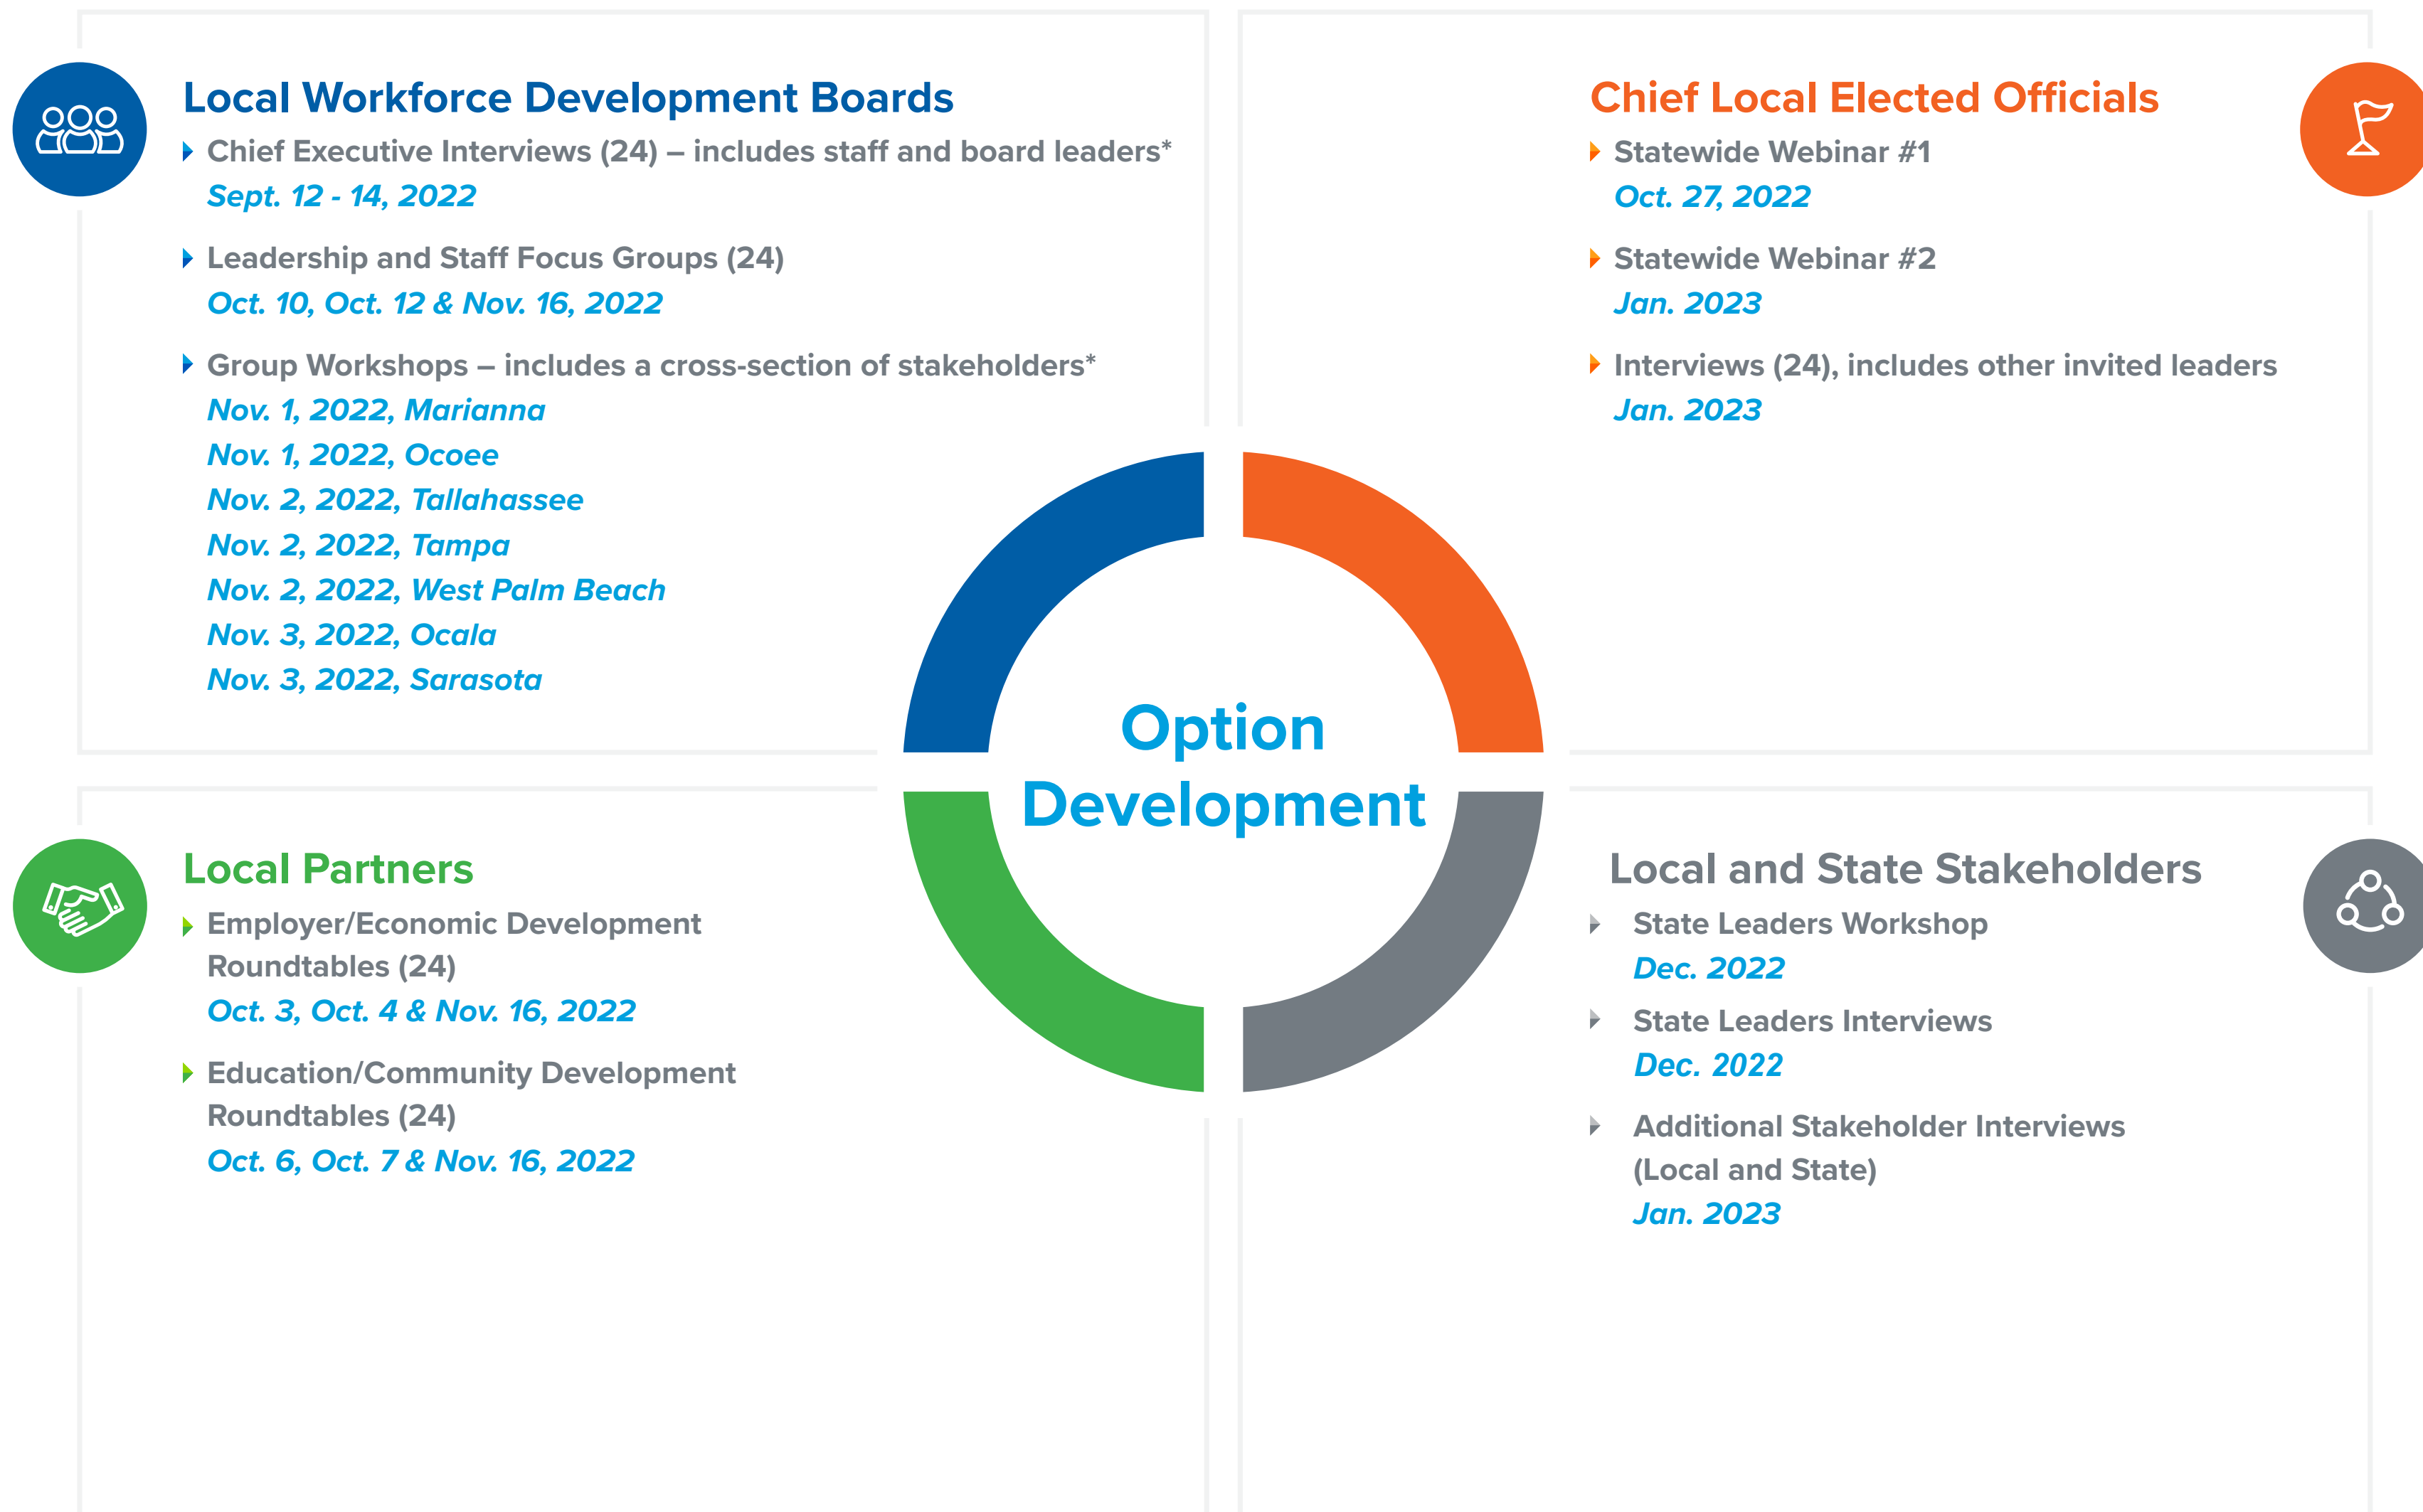 Local Workforce Development Boards
Chief Executive Interviews (24) – includes staff and board leaders*
Sept. 12 - 14, 2022
Leadership and Staff Focus Groups (24)
Oct. 10, Oct. 12 & Nov. 16, 2022
Group Workshops – includes a cross-section of stakeholders*
Nov. 1, 2022, Marianna
Nov. 1, 2022, Ocoee
Nov. 2, 2022, Tallahassee
Nov. 2, 2022, Tampa
Nov. 2, 2022, West Palm Beach
Nov. 3, 2022, Ocala
Nov. 3, 2022, Sarasota
Chief Local Elected Officials
Statewide Webinar #1
Oct. 27, 2022
Statewide Webinar #2
Jan. 2023
Interviews (24), includes other invited leaders
Jan. 2023
Option
Development
Local Partners
Employer/Economic Development
Roundtables (24)
Oct. 3, Oct. 4 & Nov. 16, 2022
Education/Community Development
Roundtables (24)
Oct. 6, Oct. 7 & Nov. 16, 2022
Local and State Stakeholders
State Leaders Workshop
Dec. 2022
State Leaders Interviews
Dec. 2022
Additional Stakeholder Interviews
(Local and State)
Jan. 2023